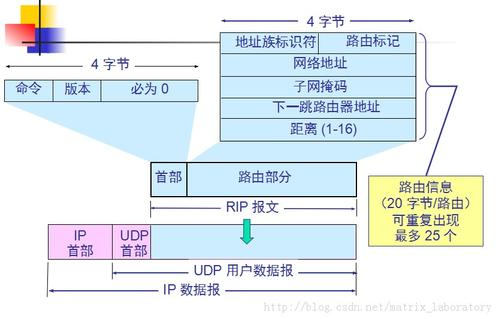 4 字节
地址族标识符 路由标记
网络地址
子网掩码
下一跳路由器地址
距离 (1-16)
4 字节
命令 版本 必为 0
首部 路由部分
RIP 报文
路由信息
(20 字节/路由)
可重复出现
最多 25 个
IP
首部
UDP
首部
UDP 用户数据报
IP 数据报
http://blog.csdn.net/matrix_laboratory